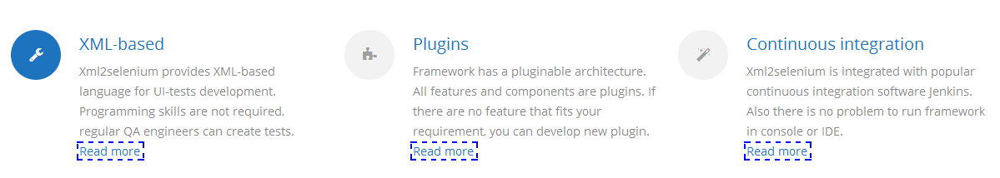 XML-based
Xml2selenium provides XML-based
language for UI-tests development.
Programming skills are not required,
regular QA engineers can create tests.
Read more
Plugins
Framework has a pluginable architecture.
All features and components are plugins. If
there are no feature that fits your
requirement, you can develop new plugin.
Read more
Continuous integration
Xml2selenium is integrated with popular
continuous integration software Jenkins.
Also there is no problem to run framework
in console or IDE.
Read more